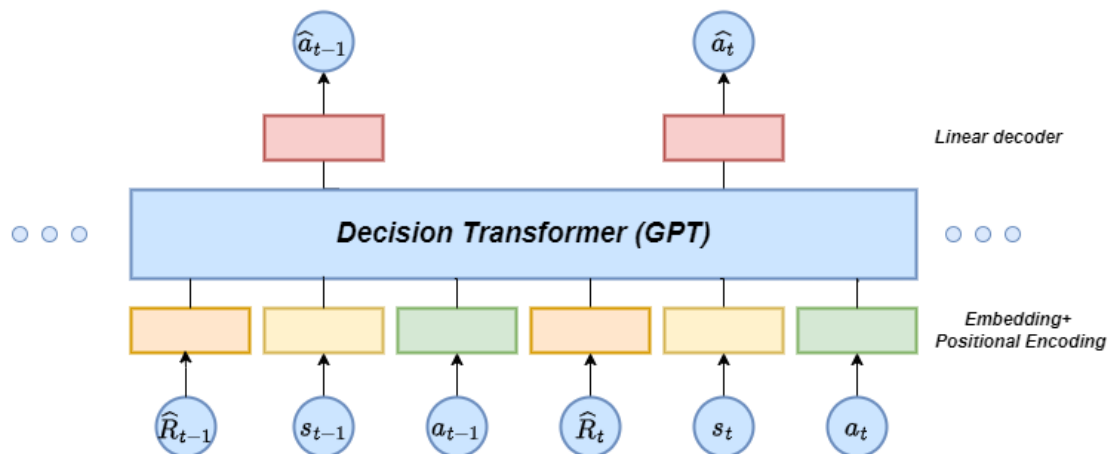 â_{t−1} â_t
Linear decoder
Decision Transformer (GPT)
Embedding+
Positional Encoding
R̂_{t−1} s_{t−1} a_{t−1} R̂_t s_t a_t